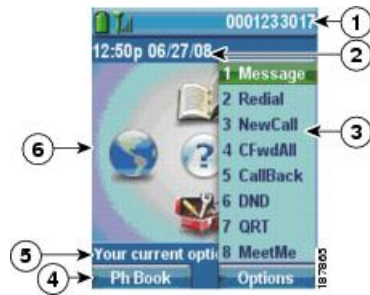 0001233017
1
12:50p 06/27/08
2
1 Message
2 Redial
3 NewCall
3
4 CFwdAll
6
?
5 CallBack
6 DND
7 QRT
5
Your current opti
8 MeetMe
4
Ph Book
Options
187865